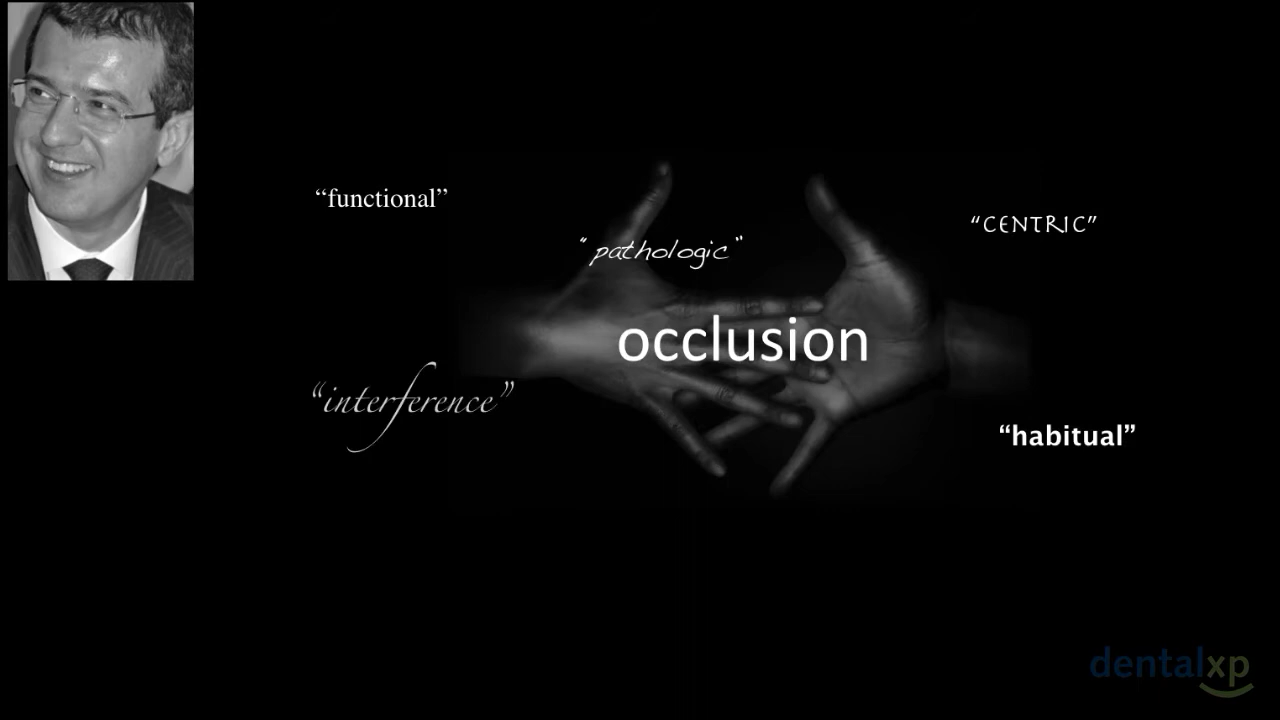 “functional”
“CENTRIC”
“pathologic”
occlusion
“interference”
“habitual”
dentalxp